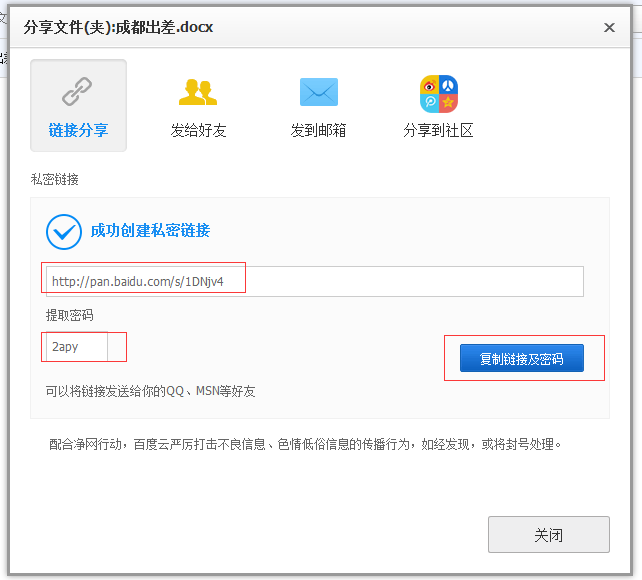 分享文件(夹):成都出差.docx
链接分享
发给好友
发到邮箱
分享到社区
私密链接
成功创建私密链接
http://pan.baidu.com/s/1DNjv4
提取密码
2apy
复制链接及密码
可以将链接发送给你的QQ、MSN等好友
配合净网行动，百度云严厉打击不良信息、色情低俗信息的传播行为，如经发现，或将封号处理。
关闭